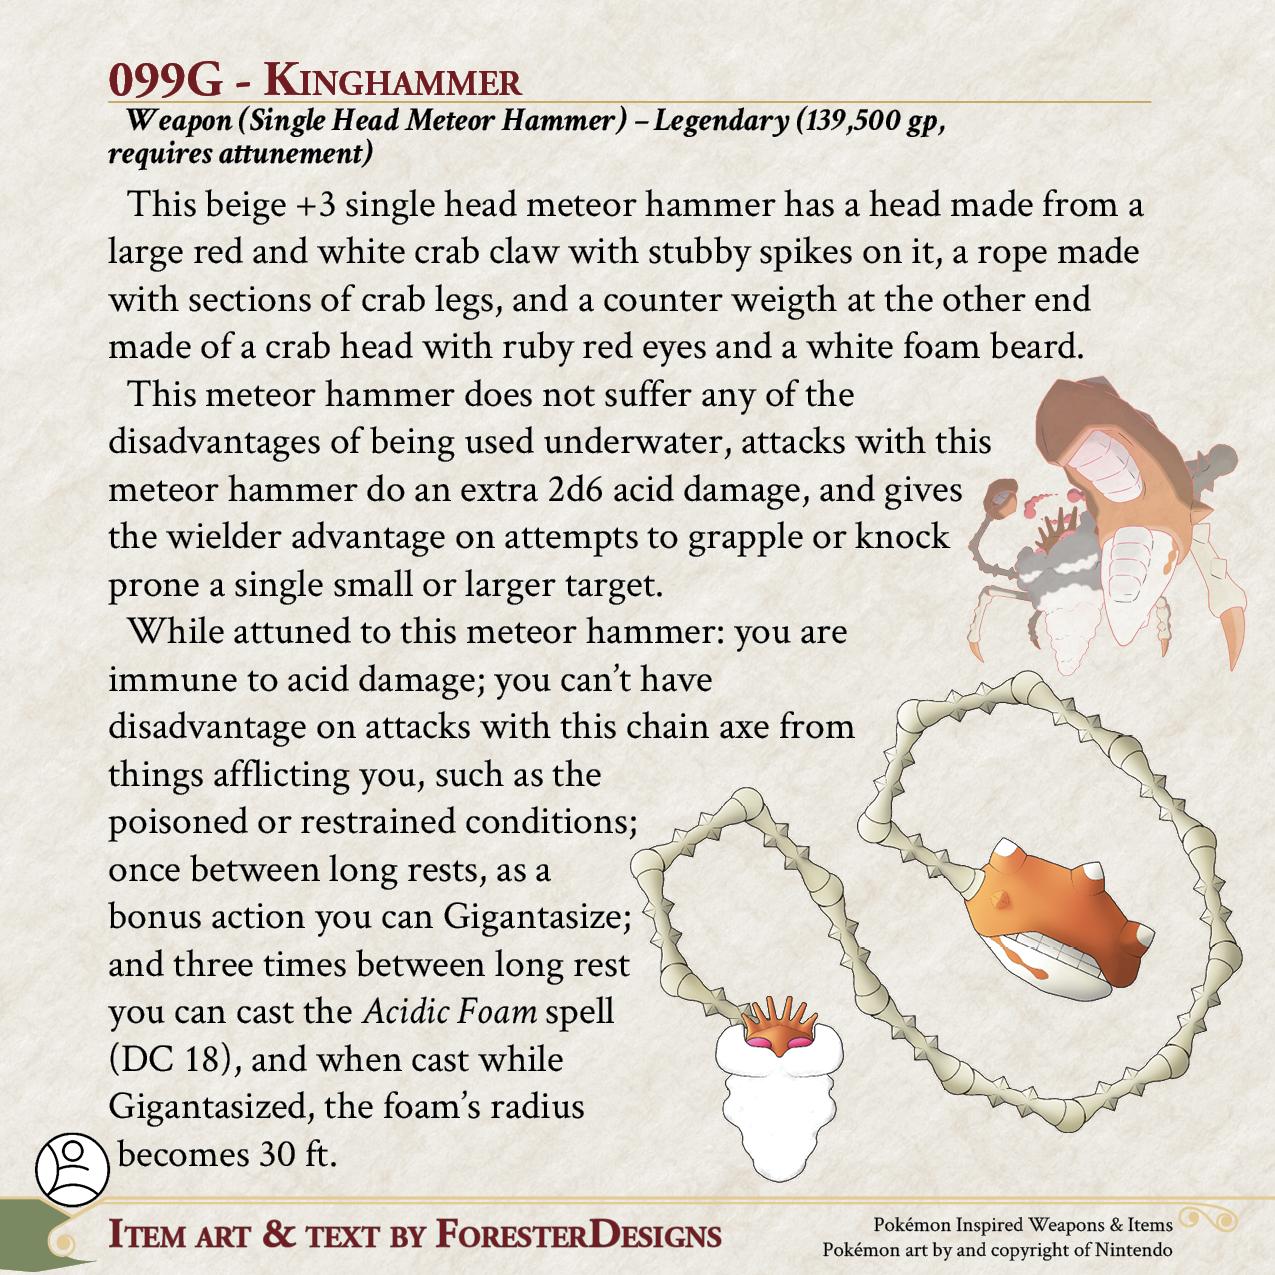 099G - Kinghammer
Weapon (Single Head Meteor Hammer) – Legendary (139,500 gp,
requires attunement)
This beige +3 single head meteor hammer has a head made from a
large red and white crab claw with stubby spikes on it, a rope made
with sections of crab legs, and a counter weigth at the other end
made of a crab head with ruby red eyes and a white foam beard.
This meteor hammer does not suffer any of the
disadvantages of being used underwater, attacks with this
meteor hammer do an extra 2d6 acid damage, and gives
the wielder advantage on attempts to grapple or knock
prone a single small or larger target.
While attuned to this meteor hammer: you are
immune to acid damage; you can’t have
disadvantage on attacks with this chain axe from
things afflicting you, such as the
poisoned or restrained conditions;
once between long rests, as a
bonus action you can Gigantasize;
and three times between long rest
you can cast the Acidic Foam spell
(DC 18), and when cast while
Gigantasized, the foam’s radius
becomes 30 ft.
Item art & text by ForesterDesigns
Pokémon Inspired Weapons & Items
Pokémon art by and copyright of Nintendo